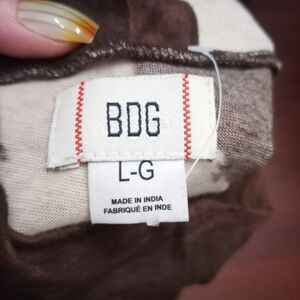 BDG
L-G
MADE IN INDIA
FABRIQUÉ EN INDE